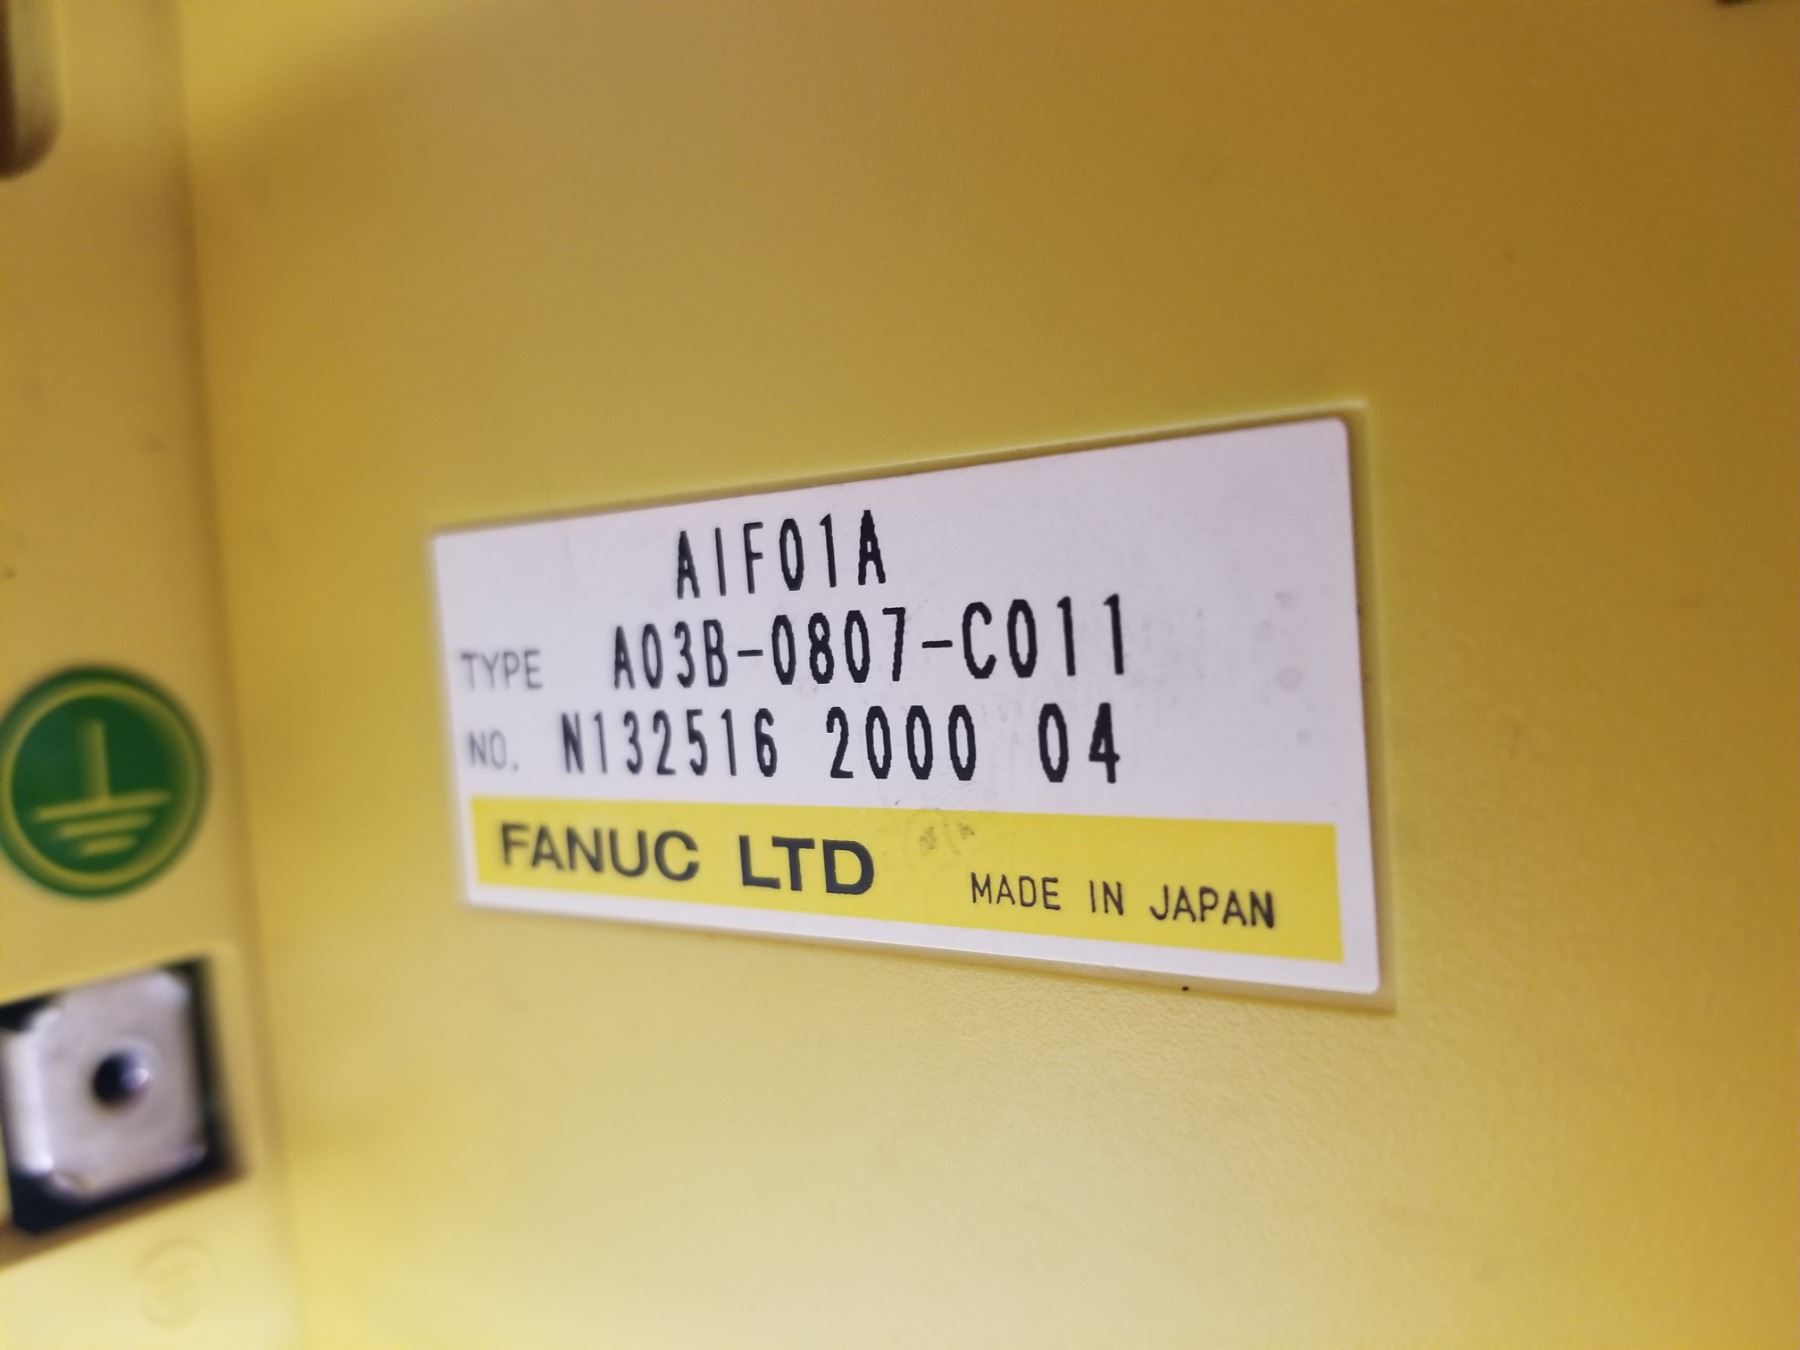 AIF01A
TYPE A03B-0807-C011
NO. N132516 2000 04
FANUC LTD MADE IN JAPAN